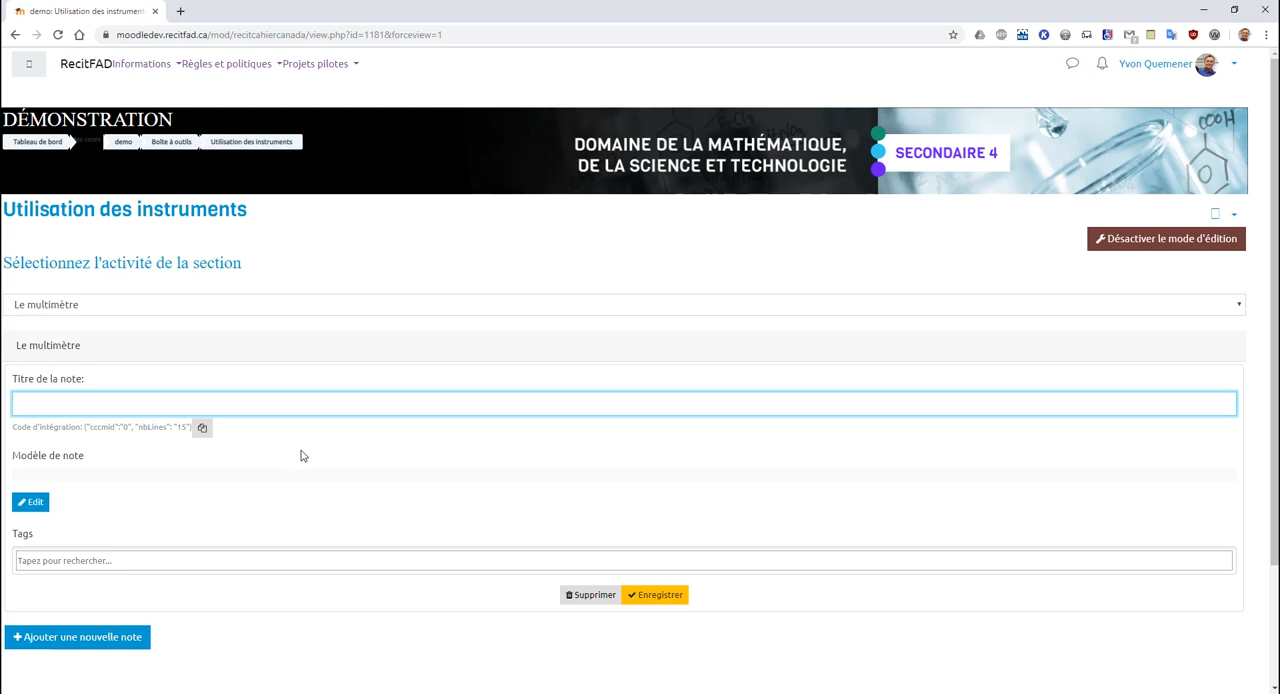 demo: Utilisation des instrument
moodledev.recitfad.ca/mod/recitcahiercanada/view.php?id=1181&forceview=1
RecitFAD Informations Règles et politiques Projets pilotes
Yvon Quemener
DÉMONSTRATION
Tableau de bord demo Boîte à outils Utilisation des instruments
DOMAINE DE LA MATHÉMATIQUE,
DE LA SCIENCE ET TECHNOLOGIE
SECONDAIRE 4
COOH
Utilisation des instruments
Désactiver le mode d'édition
Sélectionnez l'activité de la section
Le multimètre
Le multimètre
Titre de la note:
Code d'intégration: {"cccmid":"0", "nbLines": "15"}
Modèle de note
Edit
Tags
Tapez pour rechercher...
Supprimer Enregistrer
Ajouter une nouvelle note